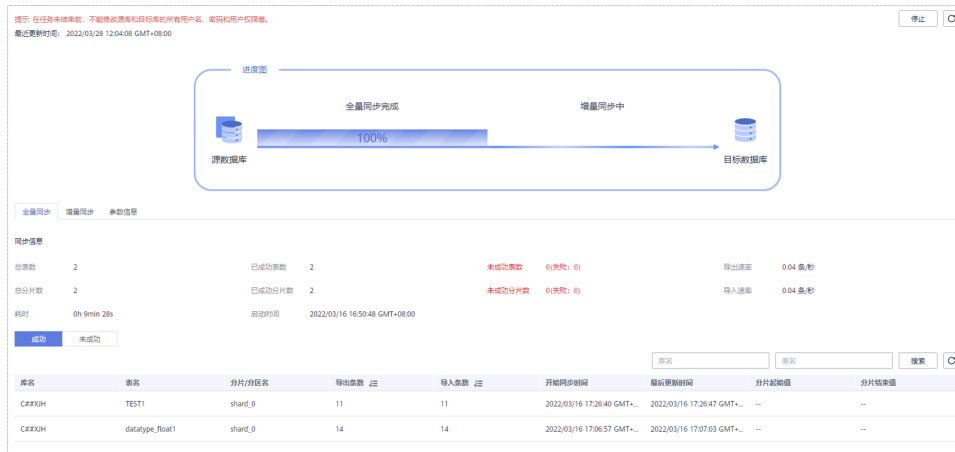 提示: 在任务未结束前，不能修改源库和目标库的所有用户名、密码和用户权限等。
停止
最近更新时间： 2022/03/28 12:04:08 GMT+08:00
进度图
全量同步完成 增量同步中
100%
源数据库 目标数据库
全量同步 增量同步 参数信息
同步信息
总表数 2 已成功表数 2 未成功表数 0(失败：0) 导出速率 0.04 条/秒
总分片数 2 已成功分片数 2 未成功分片数 0(失败：0) 导入速率 0.04 条/秒
耗时 0h 9min 28s 启动时间 2022/03/16 16:50:48 GMT+08:00
成功 未成功
库名 表名 搜索
库名 表名 分片/分区名 导出条数 导入条数 开始同步时间 最后更新时间 分片起始值 分片结束值
C##XJH TEST1 shard_0 11 11 2022/03/16 17:26:40 GMT+... 2022/03/16 17:26:47 GMT+... -- --
C##XJH datatype_float1 shard_0 14 14 2022/03/16 17:06:57 GMT+... 2022/03/16 17:07:03 GMT+... -- --